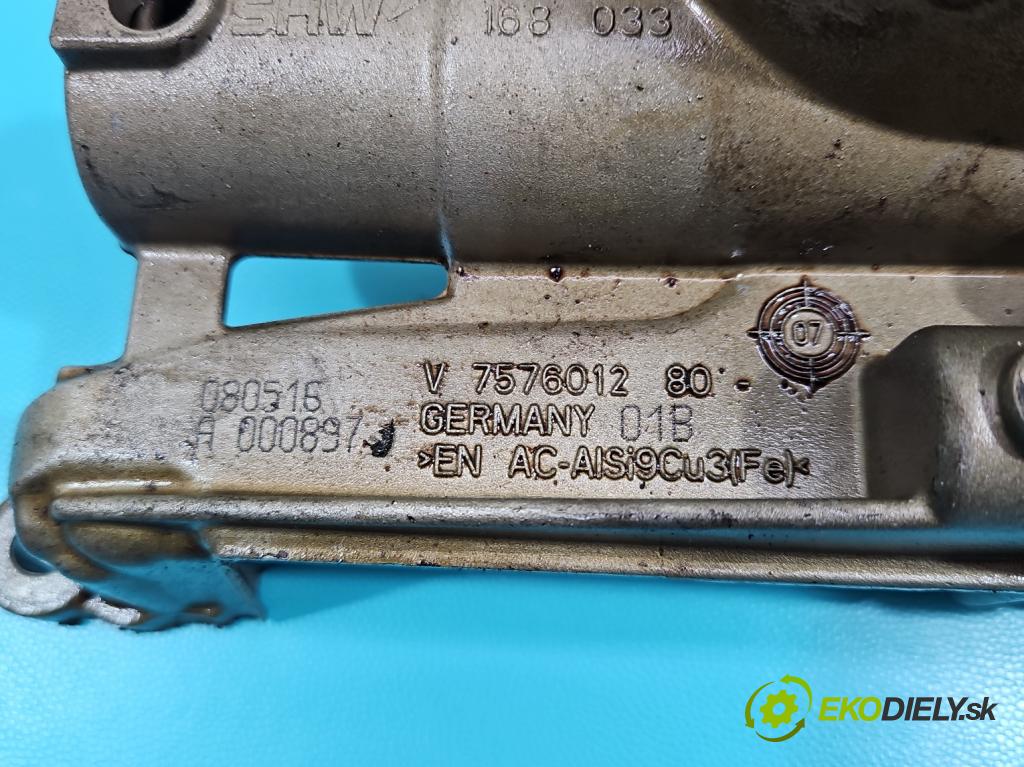 SHW 168 033
07
V 7576012 80 -
080516
GERMANY 01B
A 000897
>EN AC-AlSi9Cu3(Fe)<
EKODIELY.sk